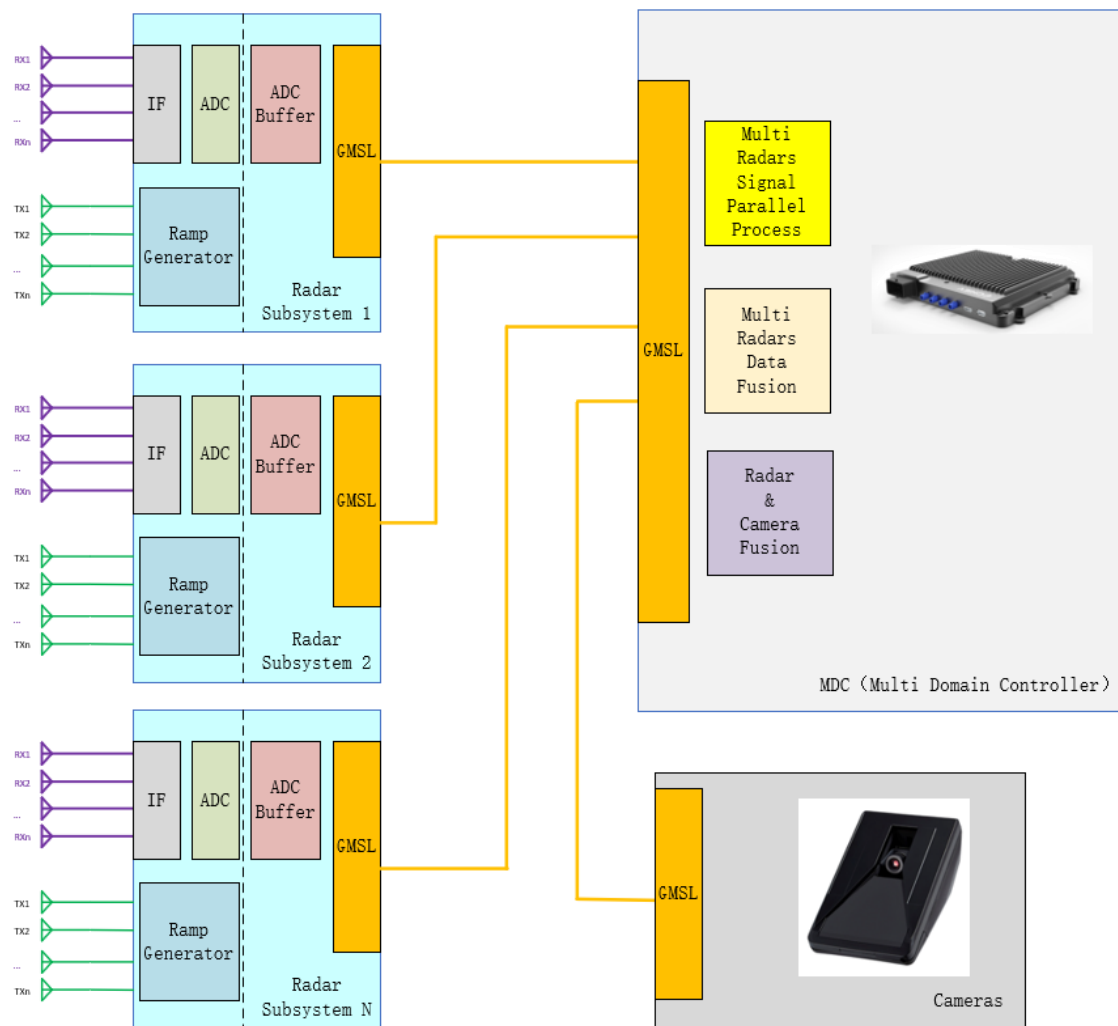 RX1
RX2
...
RXn
IF
ADC
ADC
Buffer
GMSL
TX1
TX2
...
TXn
Ramp
Generator
Radar
Subsystem 1
RX1
RX2
...
RXn
IF
ADC
ADC
Buffer
GMSL
TX1
TX2
...
TXn
Ramp
Generator
Radar
Subsystem 2
RX1
RX2
...
RXn
IF
ADC
ADC
Buffer
GMSL
TX1
TX2
...
TXn
Ramp
Generator
Radar
Subsystem N
GMSL
Multi
Radars
Signal
Parallel
Process
Multi
Radars
Data
Fusion
Radar
&
Camera
Fusion
MDC（Multi Domain Controller）
GMSL
Cameras